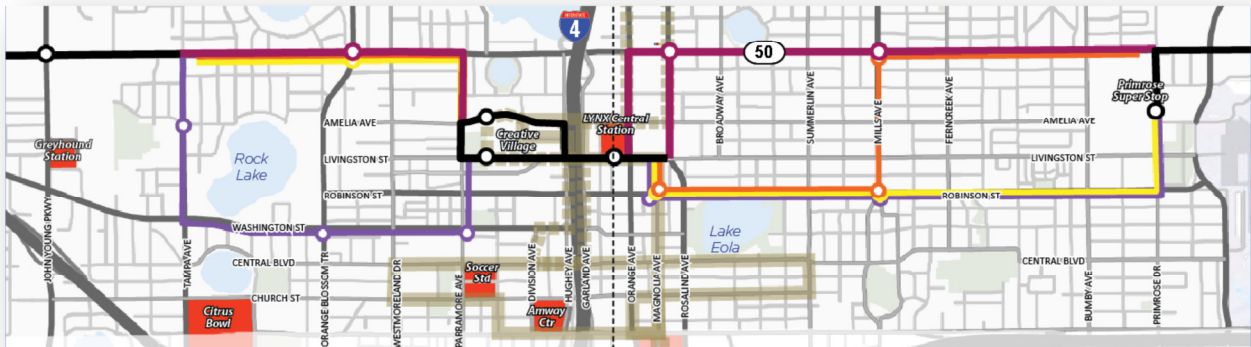 INTERSTATE
4
50
Primrose
Super Stop
LYNX Central
Station
AMELIA AVE
Creative
Village
BROADWAY AVE
SUMMERLIN AVE
MILLS AVE
FERNCREEK AVE
AMELIA AVE
Greyhound
Station
Rock
Lake
LIVINGSTON ST
LIVINGSTON ST
ROBINSON ST
ROBINSON ST
JOHN YOUNG PKWY
WASHINGTON ST
Lake
Eola
TAMPA AVE
CENTRAL BLVD
CENTRAL BLVD
ORANGE BLOSSOM TR
WESTMORELAND DR
PARRAMORE AVE
Soccer
Std
DIVISION AVE
HUGHEY AVE
GARLAND AVE
ORANGE AVE
MAGNOLIA AVE
ROSALIND AVE
BUMBY AVE
PRIMROSE DR
CHURCH ST
Citrus
Bowl
Amway
Ctr